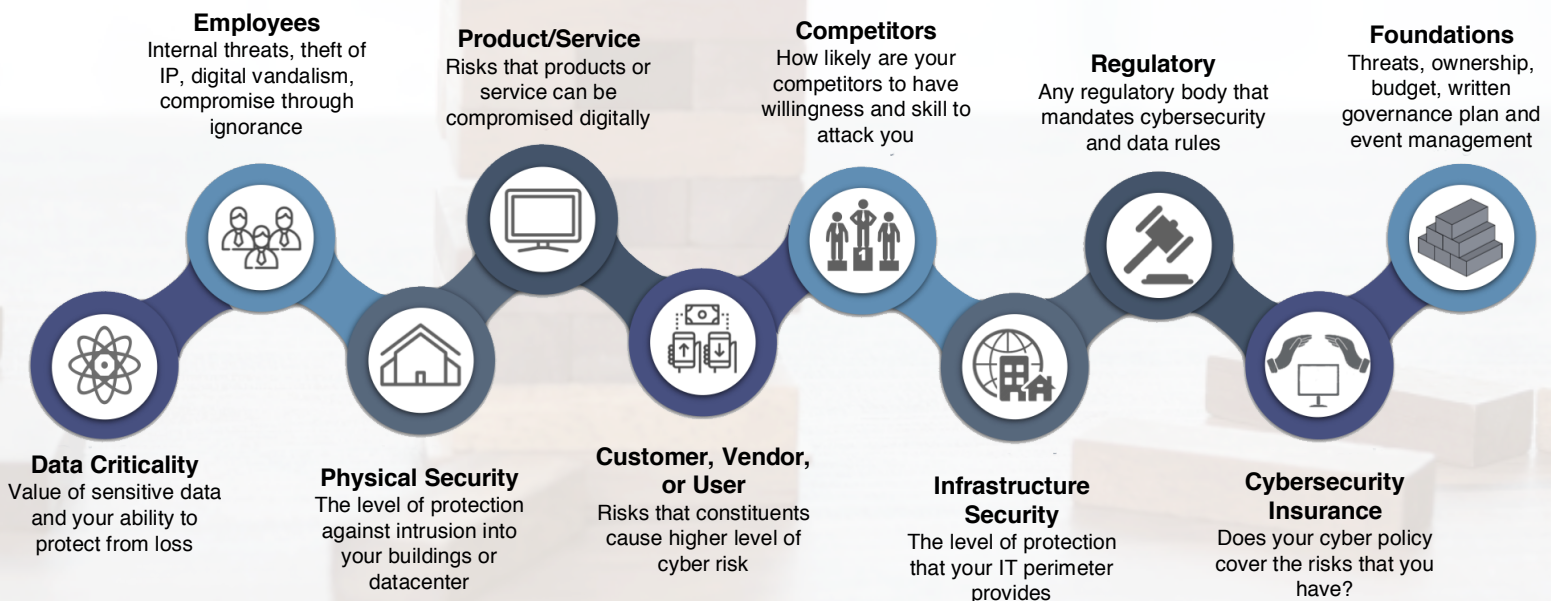 Data Criticality
Value of sensitive data
and your ability to
protect from loss
Employees
Internal threats, theft of
IP, digital vandalism,
compromise through
ignorance
Physical Security
The level of protection
against intrusion into
your buildings or
datacenter
Product/Service
Risks that products or
service can be
compromised digitally
Customer, Vendor,
or User
Risks that constituents
cause higher level of
cyber risk
Competitors
How likely are your
competitors to have
willingness and skill to
attack you
1
Infrastructure
Security
The level of protection
that your IT perimeter
provides
Regulatory
Any regulatory body that
mandates cybersecurity
and data rules
Cybersecurity
Insurance
Does your cyber policy
cover the risks that you
have?
Foundations
Threats, ownership,
budget, written
governance plan and
event management